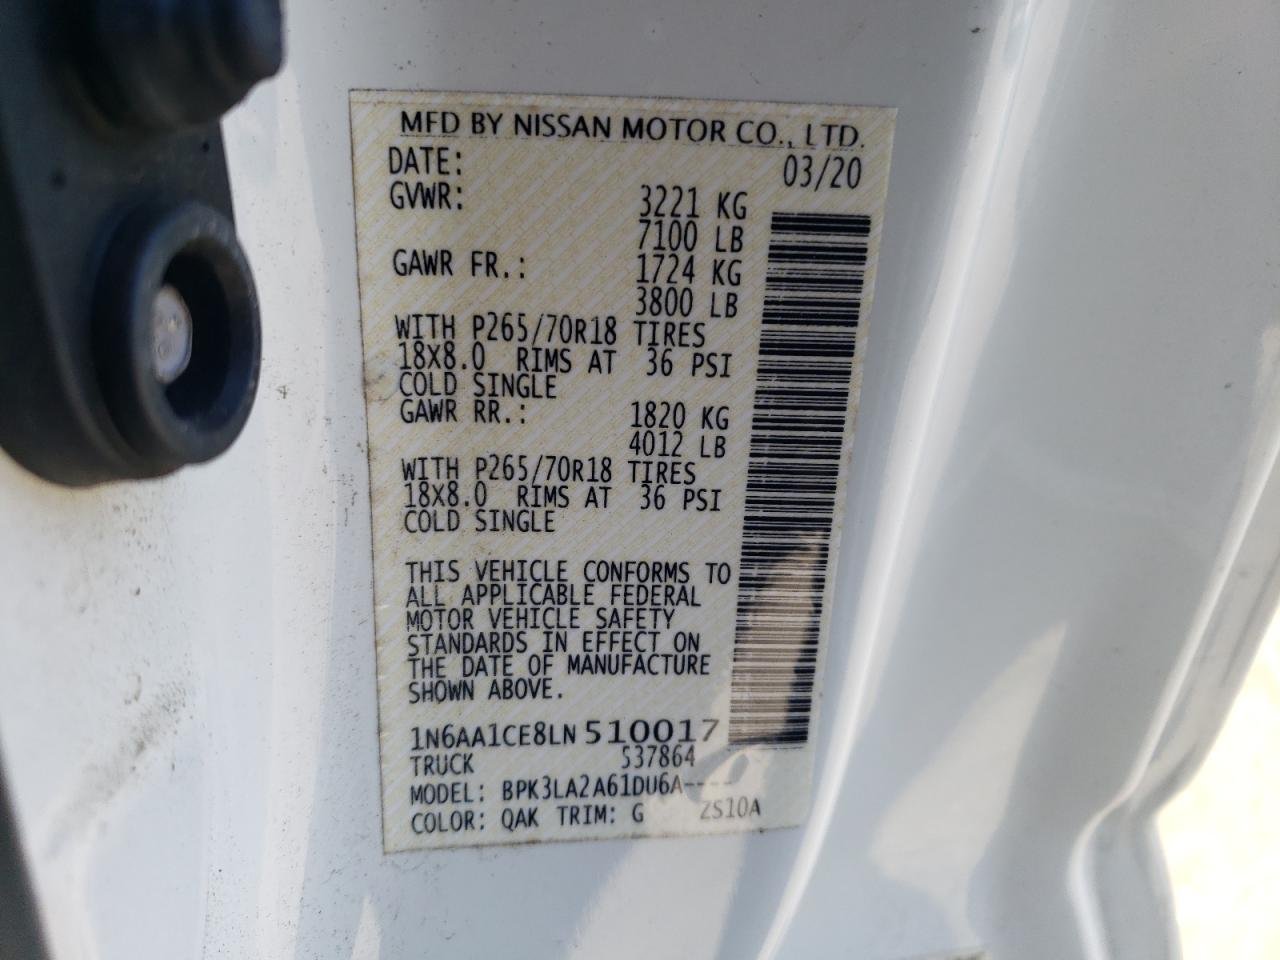 MFD BY NISSAN MOTOR CO., LTD.
DATE: 03/20
GVWR: 3221 KG
7100 LB
GAWR FR.: 1724 KG
3800 LB
WITH P265/70R18 TIRES
18X8.0 RIMS AT 36 PSI
COLD SINGLE
GAWR RR.: 1820 KG
4012 LB
WITH P265/70R18 TIRES
18X8.0 RIMS AT 36 PSI
COLD SINGLE
THIS VEHICLE CONFORMS TO
ALL APPLICABLE FEDERAL
MOTOR VEHICLE SAFETY
STANDARDS IN EFFECT ON
THE DATE OF MANUFACTURE
SHOWN ABOVE.
1N6AA1CE8LN510017
TRUCK 537864
MODEL: BPK3LA2A61DU6A----
COLOR: QAK TRIM: G ZS10A